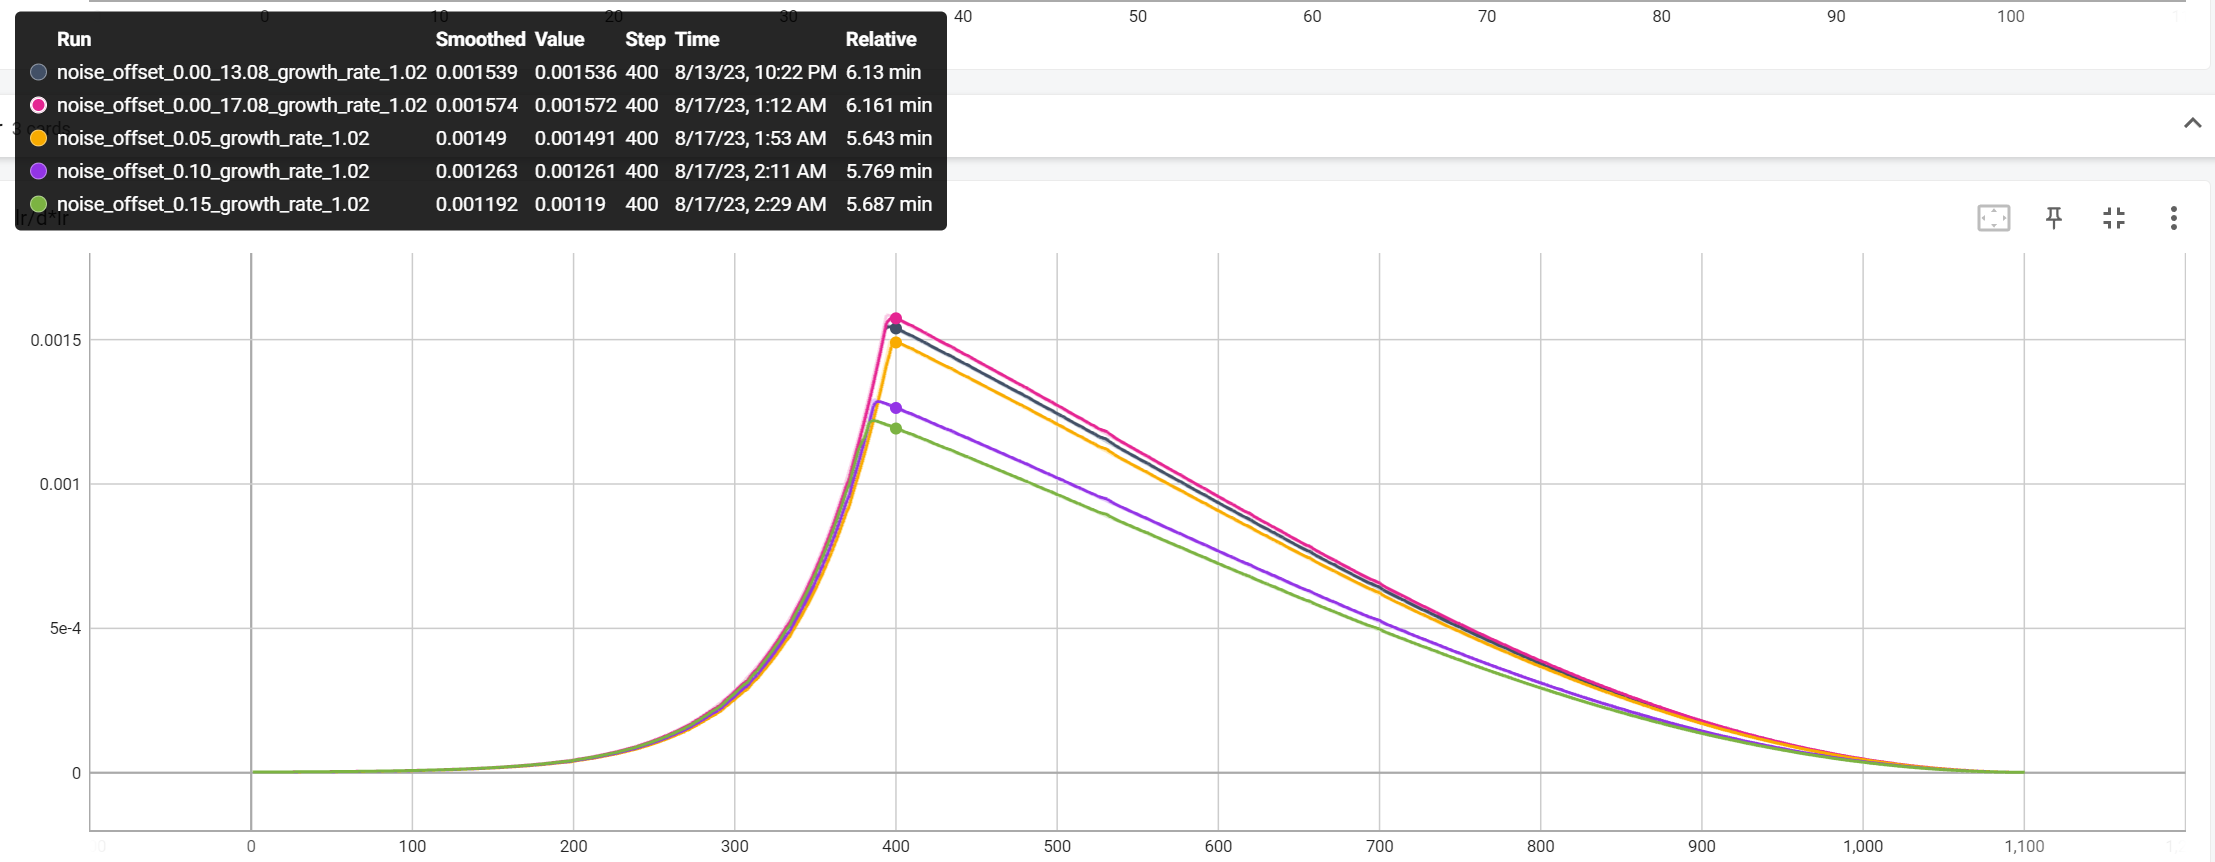 0 10 20 30 40 50 60 70 80 90 100
Run Smoothed Value Step Time Relative
noise_offset_0.00_13.08_growth_rate_1.02 0.001539 0.001536 400 8/13/23, 10:22 PM 6.13 min
noise_offset_0.00_17.08_growth_rate_1.02 0.001574 0.001572 400 8/17/23, 1:12 AM 6.161 min
3 cards
noise_offset_0.05_growth_rate_1.02 0.00149 0.001491 400 8/17/23, 1:53 AM 5.643 min
noise_offset_0.10_growth_rate_1.02 0.001263 0.001261 400 8/17/23, 2:11 AM 5.769 min
noise_offset_0.15_growth_rate_1.02 0.001192 0.00119 400 8/17/23, 2:29 AM 5.687 min
lr/d*lr
0.0015
0.001
5e-4
0
0 100 200 300 400 500 600 700 800 900 1,000 1,100